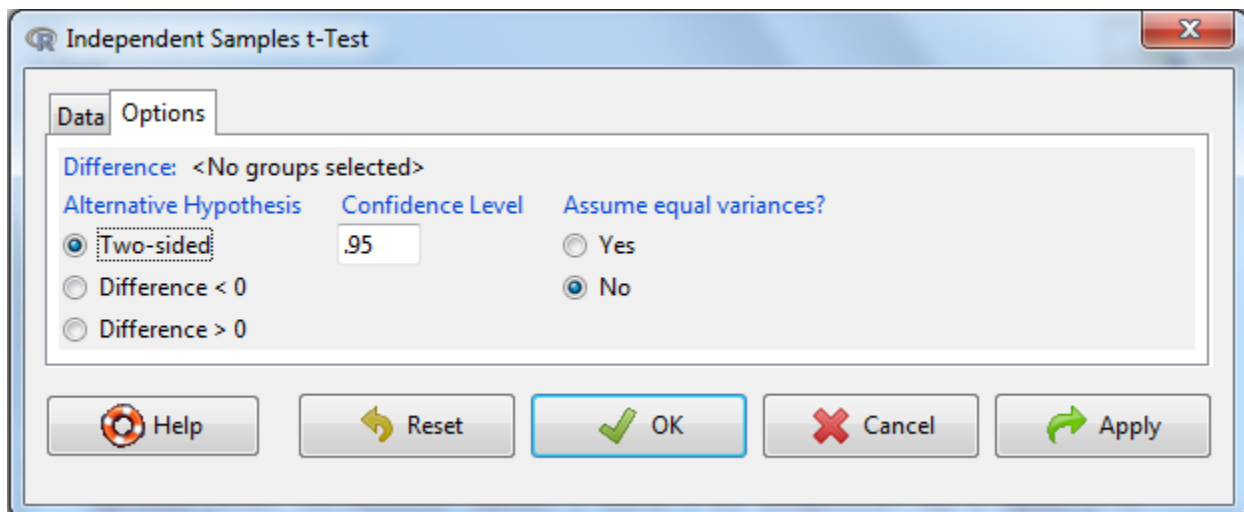 Independent Samples t-Test
Data Options
Difference: <No groups selected>
Alternative Hypothesis Confidence Level Assume equal variances?
Two-sided .95 Yes
Difference < 0 No
Difference > 0
Help Reset OK Cancel Apply